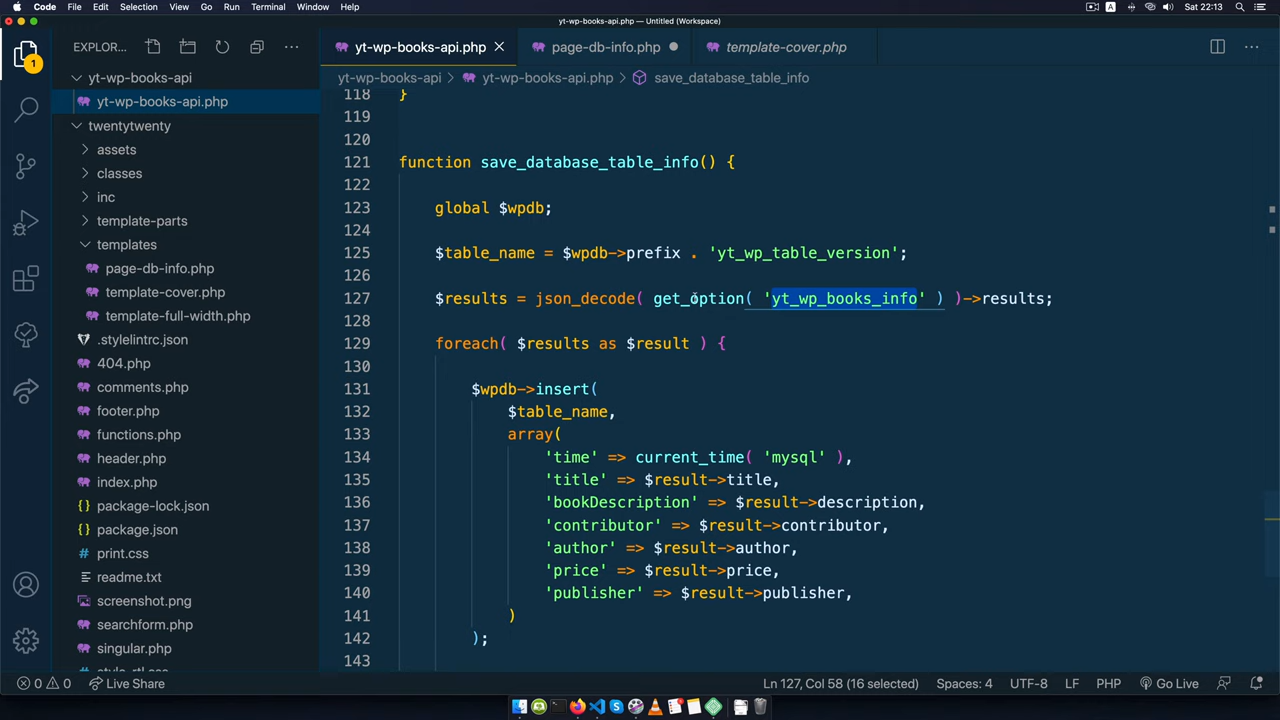 Code File Edit Selection View Go Run Terminal Window Help
A Sat 22:13
yt-wp-books-api.php — Untitled (Workspace)
EXPLOR...
yt-wp-books-api.php
page-db-info.php
template-cover.php
yt-wp-books-api > yt-wp-books-api.php > save_database_table_info
1
yt-wp-books-api
yt-wp-books-api.php
twentytwenty
assets
classes
inc
template-parts
templates
page-db-info.php
template-cover.php
template-full-width.php
.stylelintrc.json
404.php
comments.php
footer.php
functions.php
header.php
index.php
package-lock.json
package.json
print.css
readme.txt
screenshot.png
searchform.php
singular.php
style-rtl.css
118 }
119
120
121 function save_database_table_info() {
122
123 global $wpdb;
124
125 $table_name = $wpdb->prefix . 'yt_wp_table_version';
126
127 $results = json_decode( get_option( 'yt_wp_books_info' ) )->results;
128
129 foreach( $results as $result ) {
130
131 $wpdb->insert(
132 $table_name,
133 array(
134 'time' => current_time( 'mysql' ),
135 'title' => $result->title,
136 'bookDescription' => $result->description,
137 'contributor' => $result->contributor,
138 'author' => $result->author,
139 'price' => $result->price,
140 'publisher' => $result->publisher,
141 )
142 );
143
0 0 Live Share
Ln 127, Col 58 (16 selected) Spaces: 4 UTF-8 LF PHP Go Live